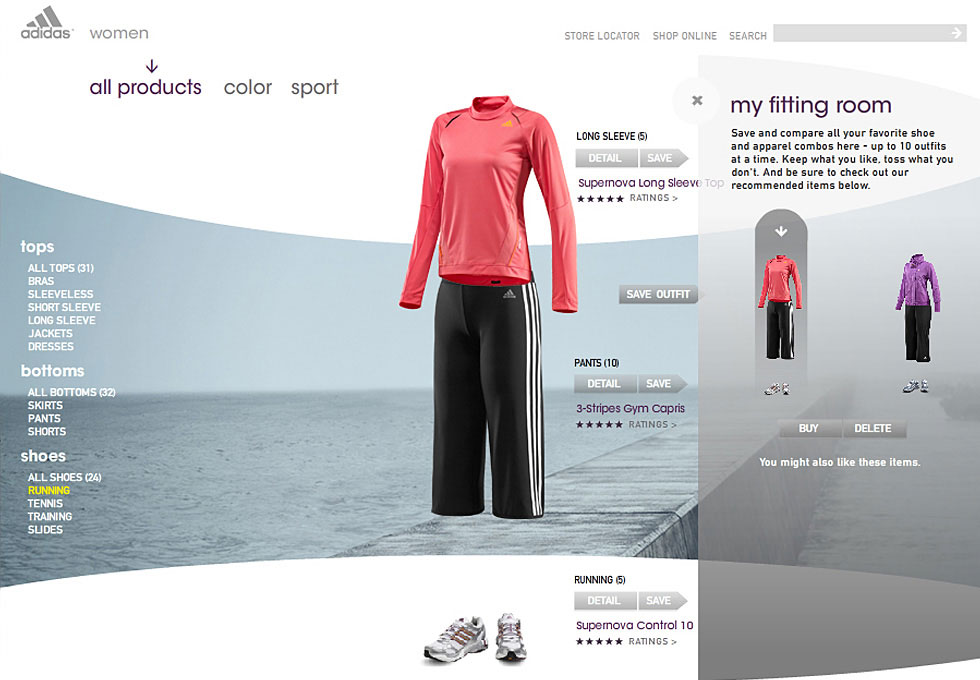 adidas women
STORE LOCATOR SHOP ONLINE SEARCH
all products color sport
tops
ALL TOPS (31)
BRAS
SLEEVELESS
SHORT SLEEVE
LONG SLEEVE
JACKETS
DRESSES
bottoms
ALL BOTTOMS (32)
SKIRTS
PANTS
SHORTS
shoes
ALL SHOES (24)
RUNNING
TENNIS
TRAINING
SLIDES
LONG SLEEVE (5)
DETAIL SAVE
Supernova Long Sleeve Top
RATINGS >
SAVE OUTFIT
PANTS (10)
DETAIL SAVE
3-Stripes Gym Capris
RATINGS >
RUNNING (5)
DETAIL SAVE
Supernova Control 10
RATINGS >
my fitting room
Save and compare all your favorite shoe
and apparel combos here - up to 10 outfits
at a time. Keep what you like, toss what you
don't. And be sure to check out our
recommended items below.
BUY DELETE
You might also like these items.